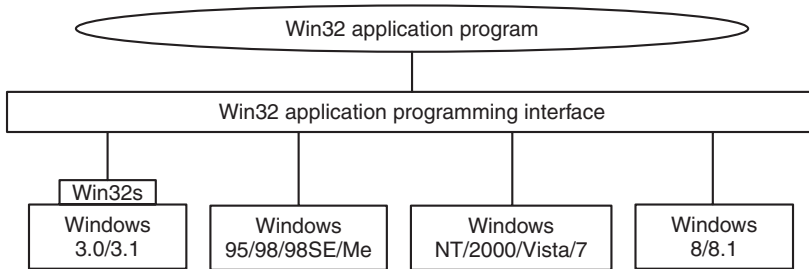 Win32 application program
Win32 application programming interface
Win32s
Windows
3.0/3.1
Windows
95/98/98SE/Me
Windows
NT/2000/Vista/7
Windows
8/8.1